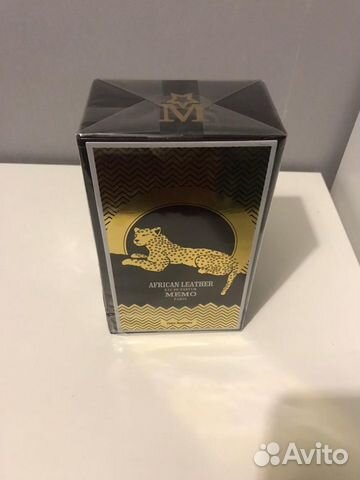 M
AFRICAN LEATHER
EAU DE PARFUM
MEMO
PARIS
Avito